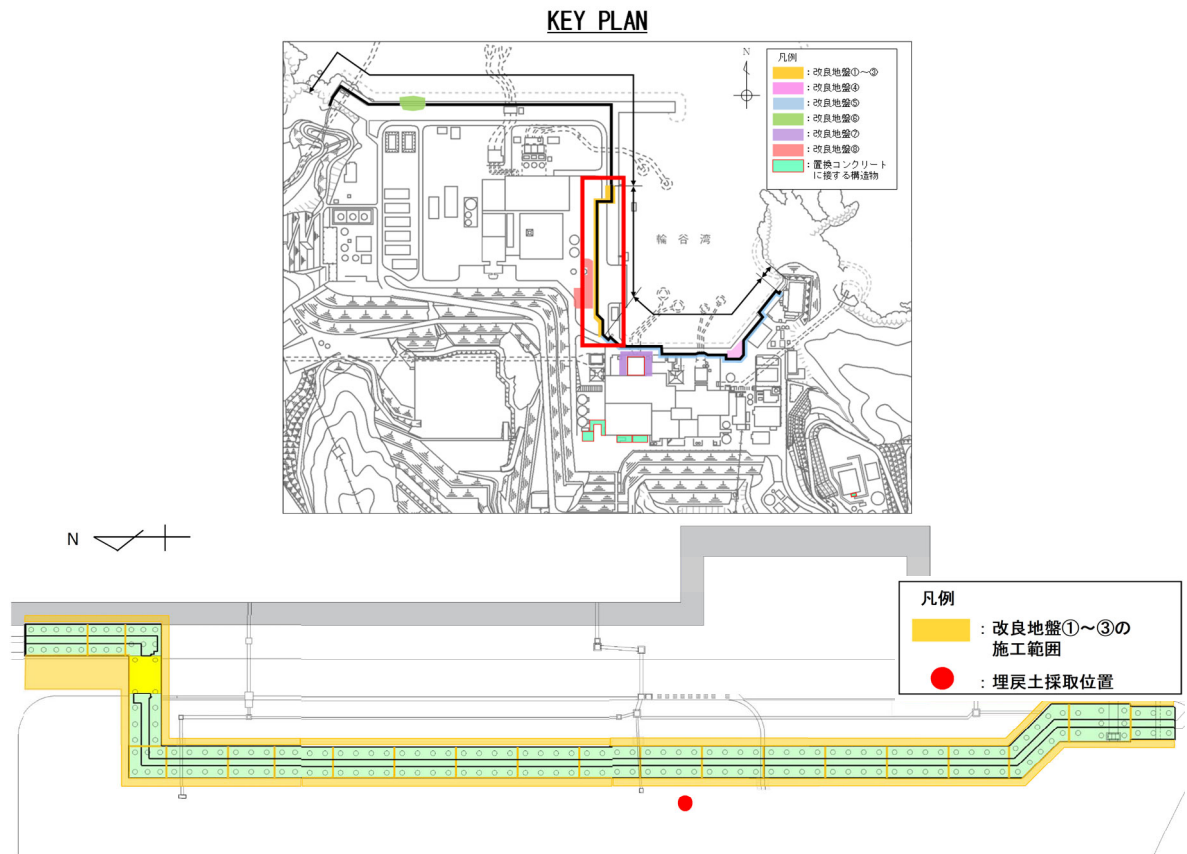 KEY PLAN
N
凡例
：改良地盤①～③
：改良地盤④
：改良地盤⑤
：改良地盤⑥
：改良地盤⑦
：改良地盤⑧
：置換コンクリート
に接する構造物
輪谷湾
N
凡例
：改良地盤①～③の
施工範囲
：埋戻土採取位置